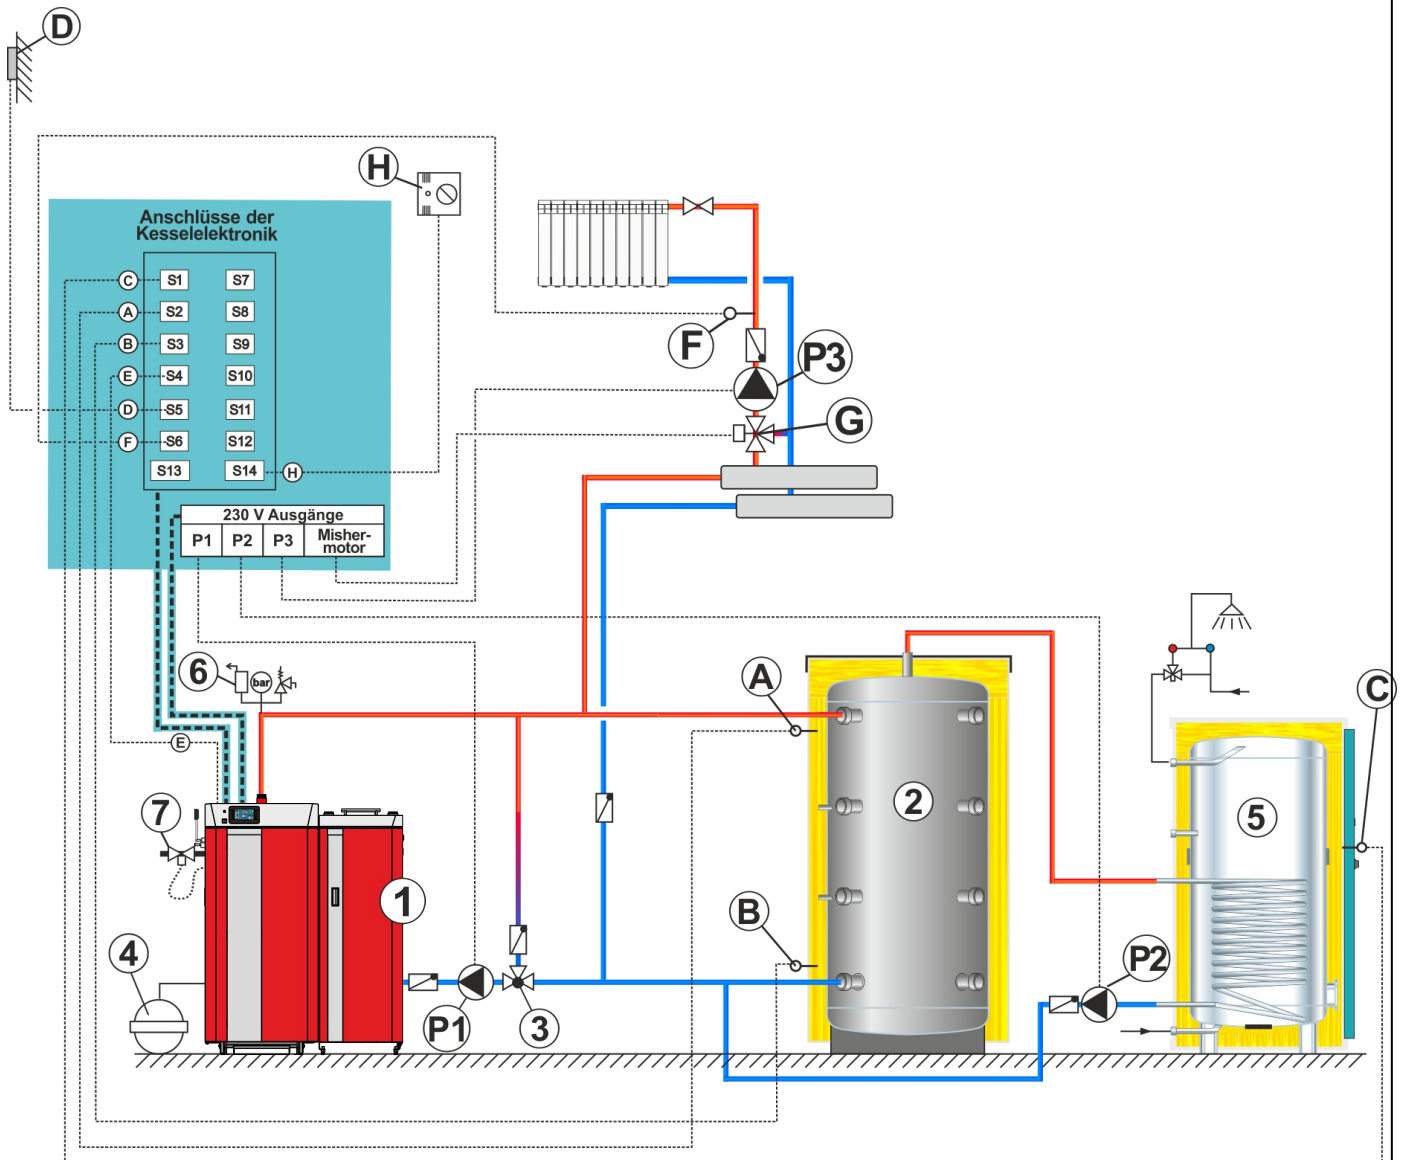 D
H
Anschlüsse der
Kesselelektronik
C S1 S7
A S2 S8
B S3 S9
E S4 S10
D S5 S11
F S6 S12
S13 S14 H
F
P3
G
230 V Ausgänge
P1 P2 P3 Misher-
motor
6
bar
E
7
1
4
P1
3
A
B
2
C
5
P2